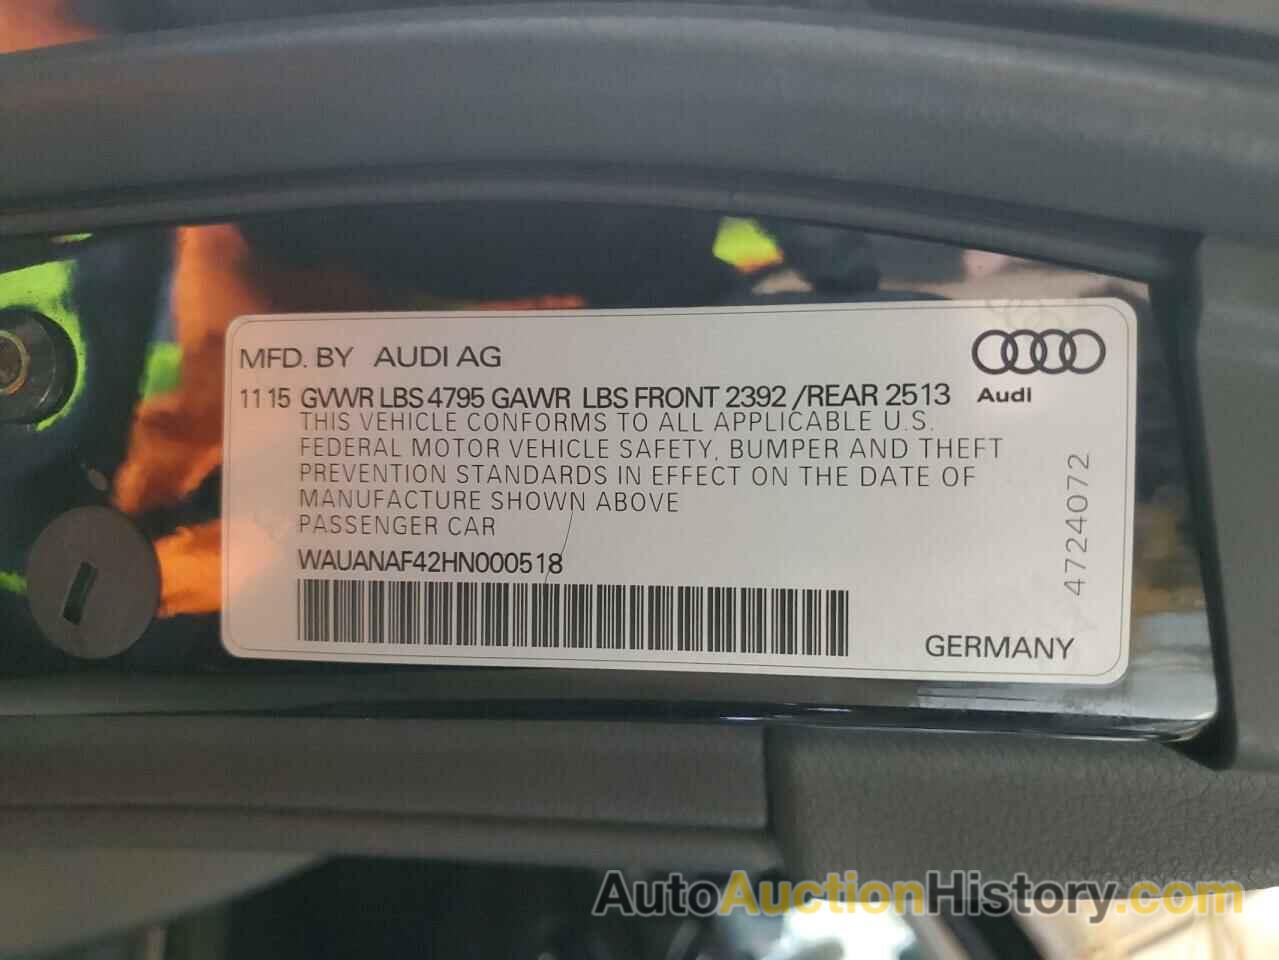 MFD. BY AUDI AG
11 15 GVWR LBS 4795 GAWR LBS FRONT 2392 /REAR 2513
Audi
THIS VEHICLE CONFORMS TO ALL APPLICABLE U.S.
FEDERAL MOTOR VEHICLE SAFETY, BUMPER AND THEFT
PREVENTION STANDARDS IN EFFECT ON THE DATE OF
MANUFACTURE SHOWN ABOVE
PASSENGER CAR
WAUANAF42HN000518
4724072
GERMANY
AutoAuctionHistory.com